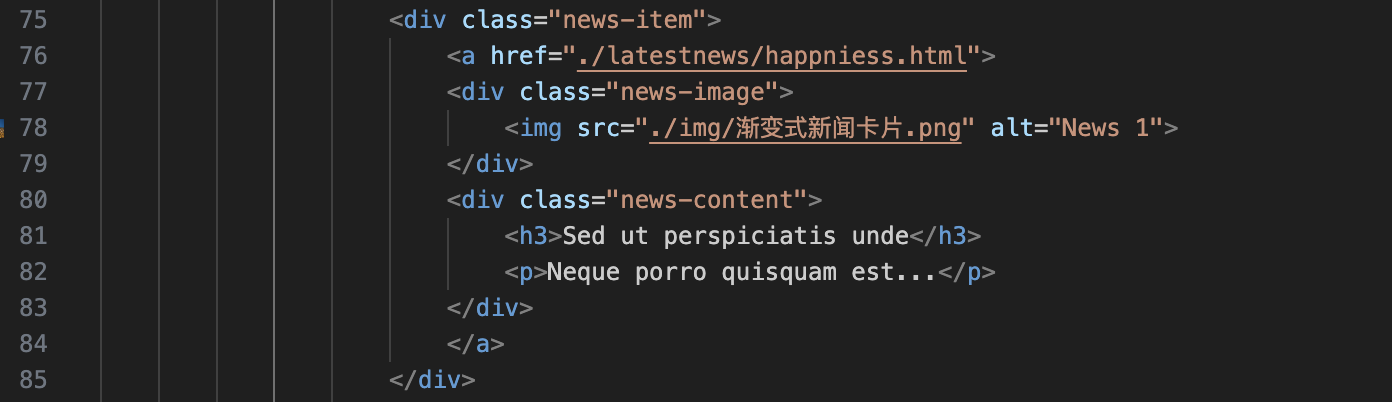 75 <div class="news-item">
76 <a href="./latestnews/happniess.html">
77 <div class="news-image">
78 <img src="./img/渐变式新闻卡片.png" alt="News 1">
79 </div>
80 <div class="news-content">
81 <h3>Sed ut perspiciatis unde</h3>
82 <p>Neque porro quisquam est...</p>
83 </div>
84 </a>
85 </div>